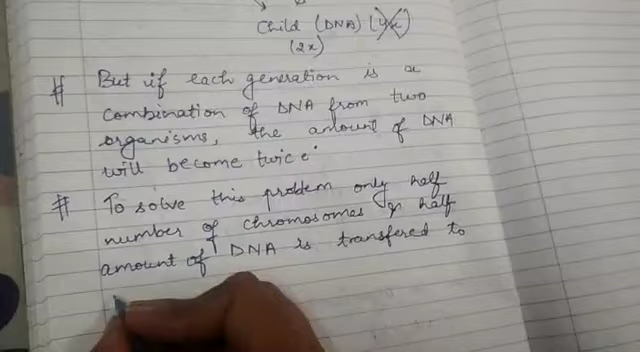 Child (DNA) (4x)
(2x)
# But if each generation is a
combination of DNA from two
organisms, the amount of DNA
will become twice.
# To solve this problem only half
number of chromosomes & half
amount of DNA is transfered to